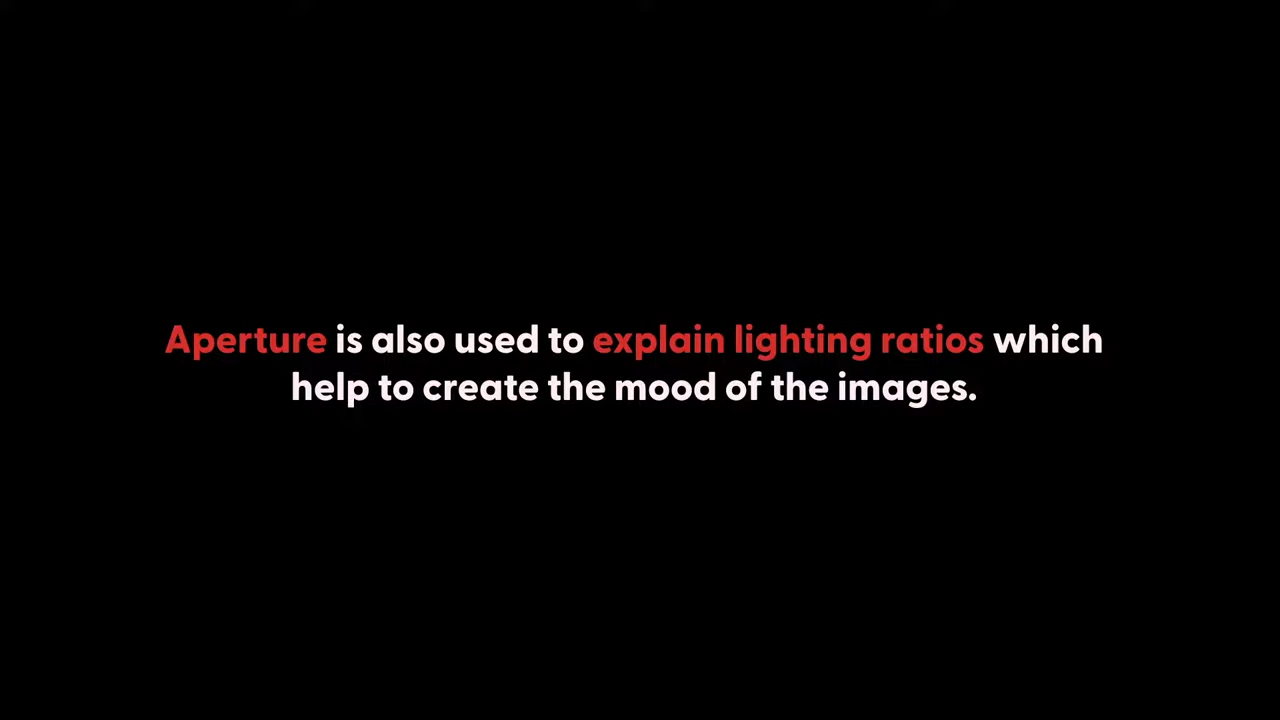 Aperture is also used to explain lighting ratios which
help to create the mood of the images.